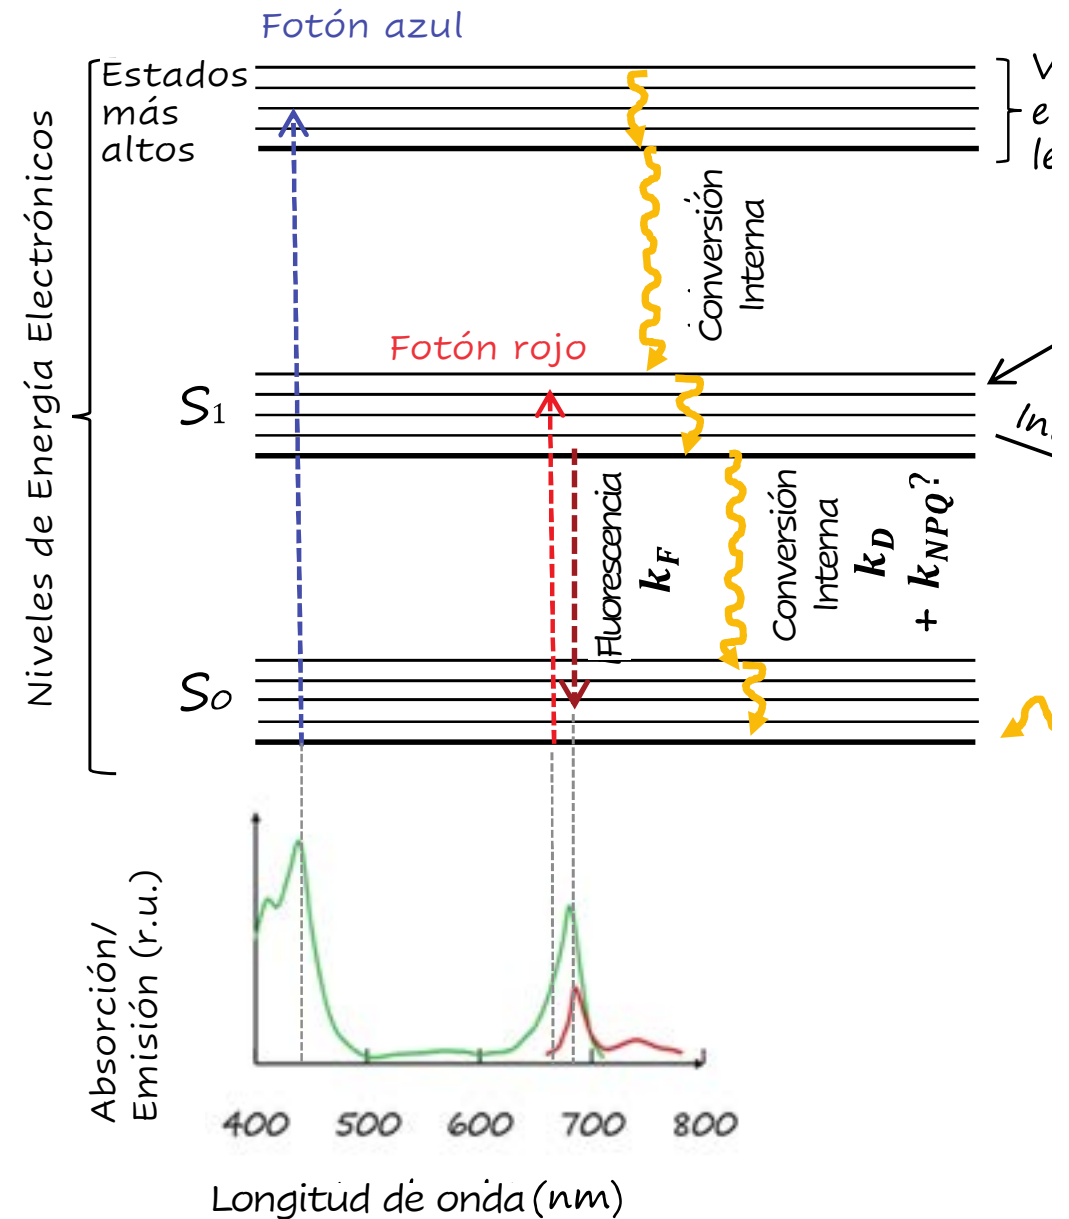 Fotón azul
Estados
más
altos
Niveles de Energía Electrónicos
Conversión
Interna
Fotón rojo
S1
Fluorescencia
kF
Conversión
Interna
kD
+ kNPQ?
S0
Absorción/
Emisión (r.u.)
400 500 600 700 800
Longitud de onda (nm)